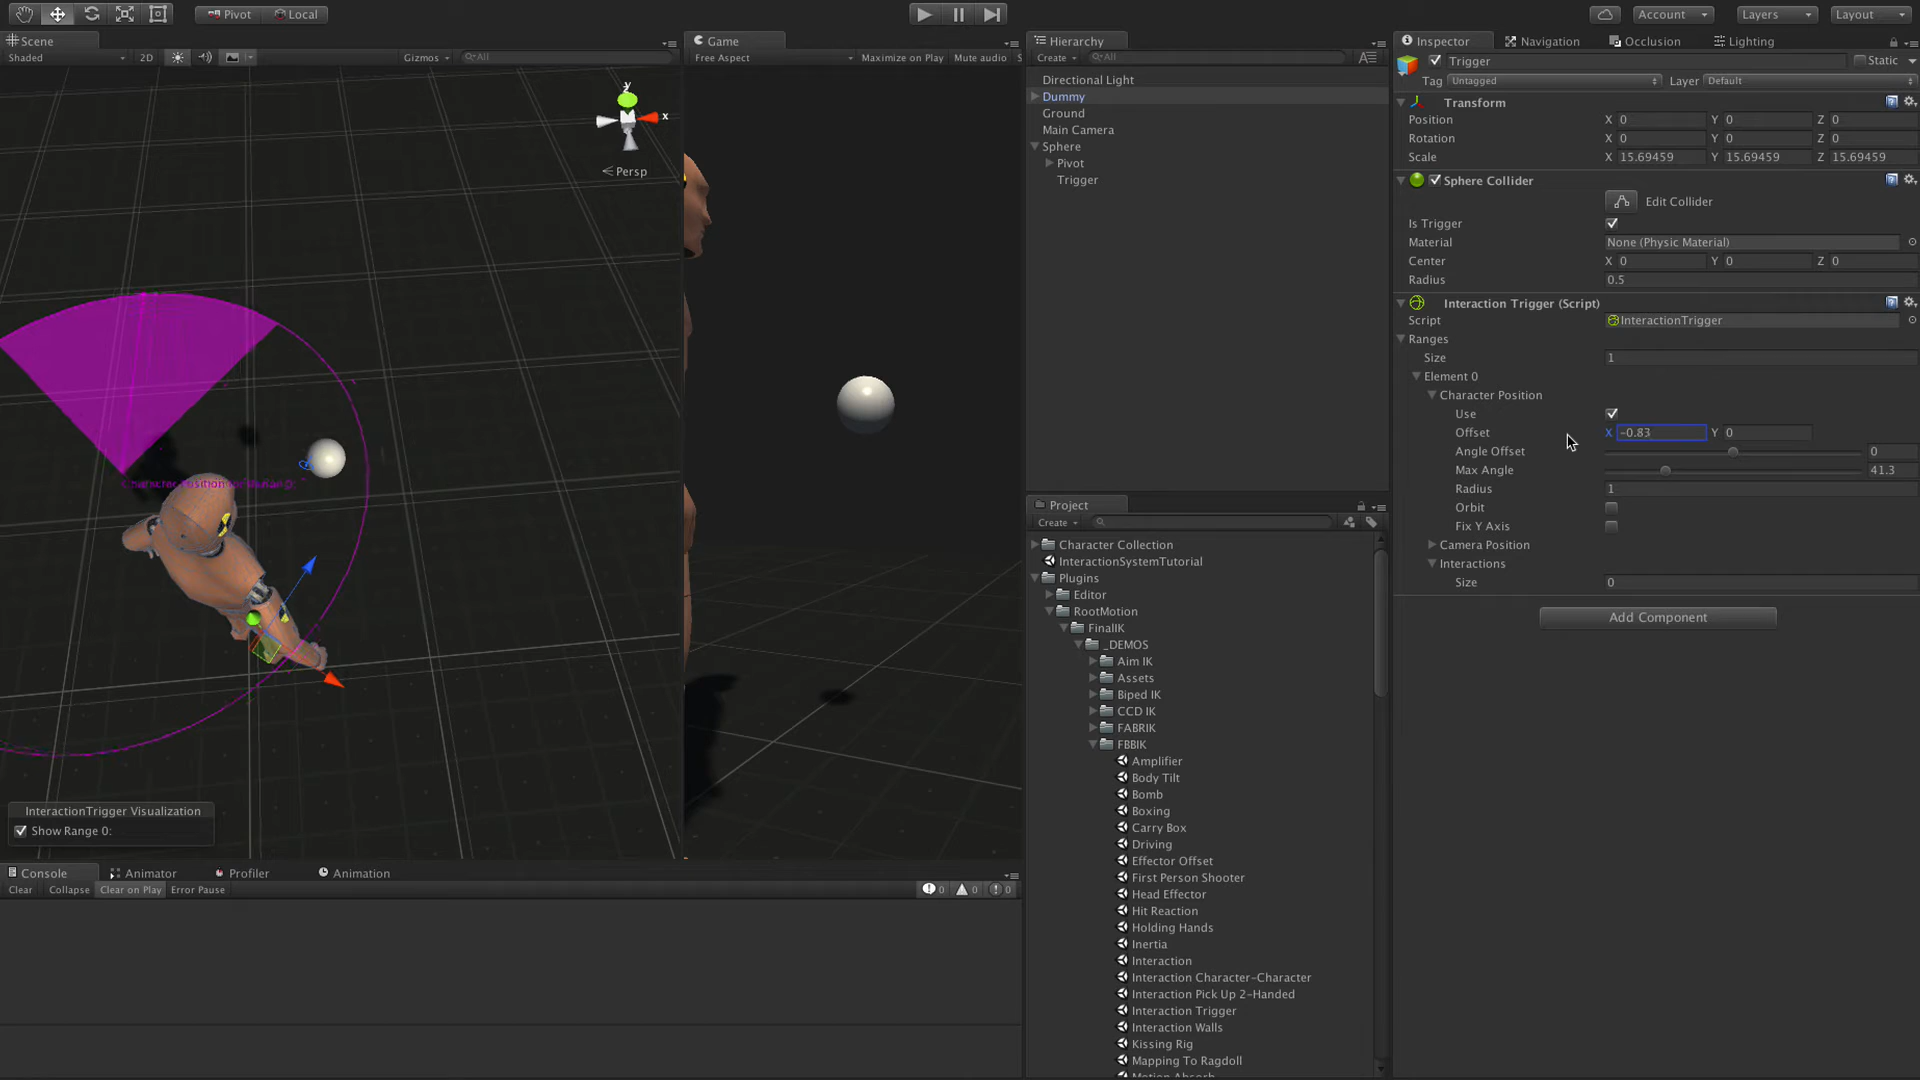 Pivot
Local
Account
Layers
Layout
Scene
Shaded
2D
Gizmos
All
y
x
Persp
InteractionTrigger Visualization
Show Range 0:
Game
Free Aspect
Maximize on Play
Mute audio
S
Hierarchy
Create
All
Directional Light
Dummy
Ground
Main Camera
Sphere
Pivot
Trigger
Project
Create
Character Collection
InteractionSystemTutorial
Plugins
Editor
RootMotion
FinalIK
_DEMOS
Aim IK
Assets
Biped IK
CCD IK
FABRIK
FBBIK
Amplifier
Body Tilt
Bomb
Boxing
Carry Box
Driving
Effector Offset
First Person Shooter
Head Effector
Hit Reaction
Holding Hands
Inertia
Interaction
Interaction Character-Character
Interaction Pick Up 2-Handed
Interaction Trigger
Interaction Walls
Kissing Rig
Mapping To Ragdoll
Motion Absorb
Inspector
Navigation
Occlusion
Lighting
Trigger
Static
Tag Untagged
Layer Default
Transform
Position X 0 Y 0 Z 0
Rotation X 0 Y 0 Z 0
Scale X 15.69459 Y 15.69459 Z 15.69459
Sphere Collider
Edit Collider
Is Trigger
Material None (Physic Material)
Center X 0 Y 0 Z 0
Radius 0.5
Interaction Trigger (Script)
Script InteractionTrigger
Ranges
Size 1
Element 0
Character Position
Use
Offset X -0.83 Y 0
Angle Offset 0
Max Angle 41.3
Radius 1
Orbit
Fix Y Axis
Camera Position
Interactions
Size 0
Add Component
Console
Animator
Profiler
Animation
Clear
Collapse
Clear on Play
Error Pause
0
0
0